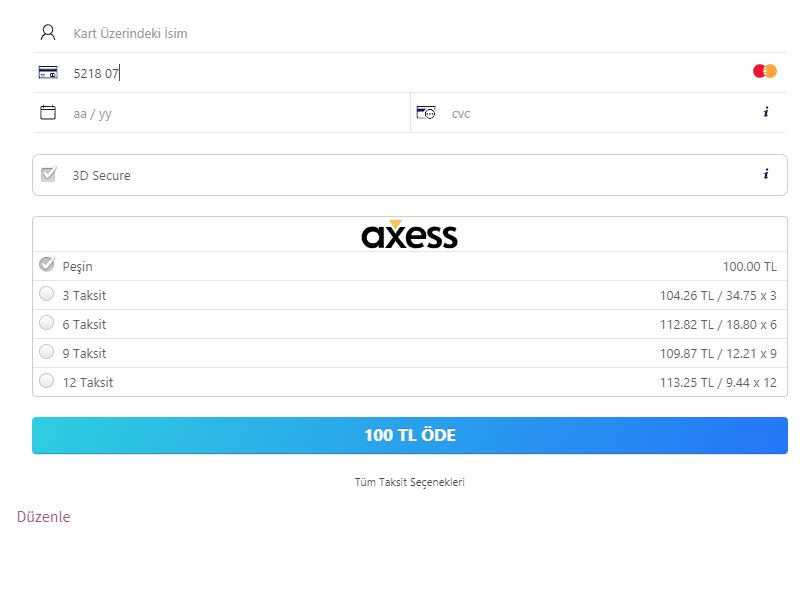 Kart Üzerindeki İsim
5218 07
aa / yy cvc i
3D Secure i
axess
Peşin 100.00 TL
3 Taksit 104.26 TL / 34.75 x 3
6 Taksit 112.82 TL / 18.80 x 6
9 Taksit 109.87 TL / 12.21 x 9
12 Taksit 113.25 TL / 9.44 x 12
100 TL ÖDE
Tüm Taksit Seçenekleri
Düzenle